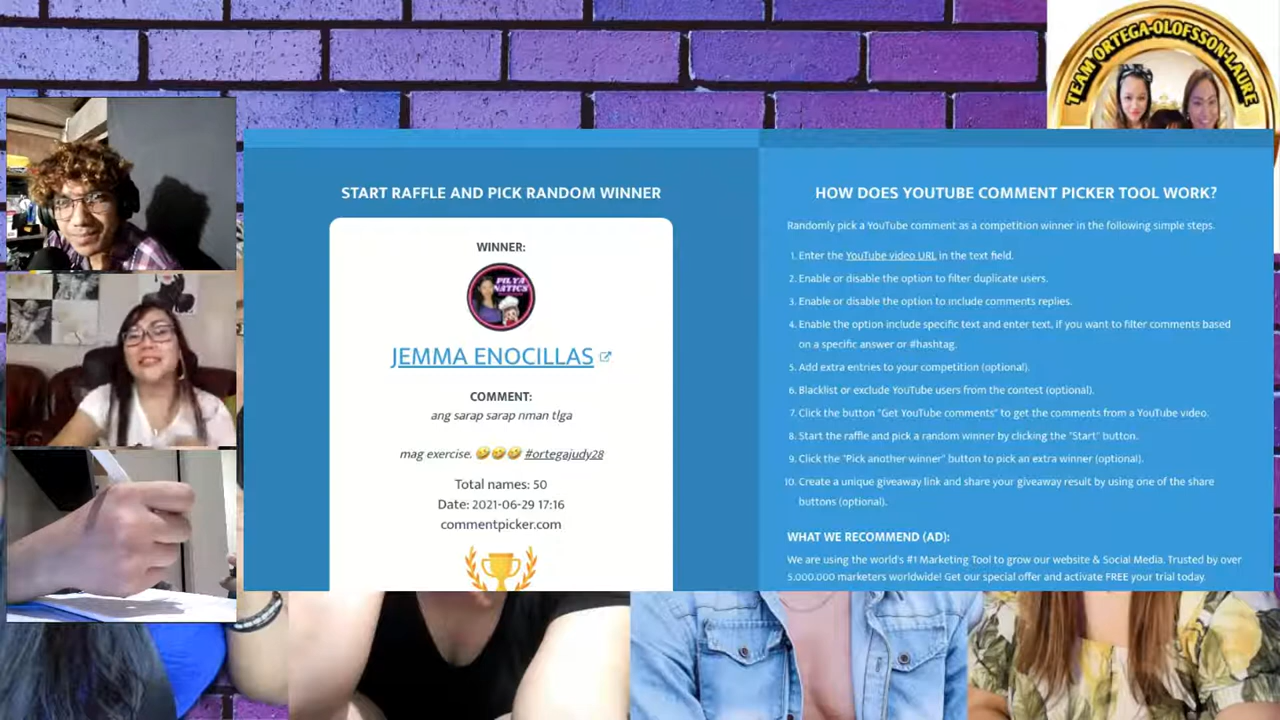 TEAM ORTEGA-OLOFSSON-LAURE
START RAFFLE AND PICK RANDOM WINNER
WINNER:
PILYA
NATICS
JEMMA ENOCILLAS
COMMENT:
ang sarap sarap nman tlga
mag exercise. 🤣🤣🤣 #ortegajudy28
Total names: 50
Date: 2021-06-29 17:16
commentpicker.com
HOW DOES YOUTUBE COMMENT PICKER TOOL WORK?
Randomly pick a YouTube comment as a competition winner in the following simple steps.
1. Enter the YouTube video URL in the text field.
2. Enable or disable the option to filter duplicate users.
3. Enable or disable the option to include comments replies.
4. Enable the option include specific text and enter text, if you want to filter comments based
on a specific answer or #hashtag.
5. Add extra entries to your competition (optional).
6. Blacklist or exclude YouTube users from the contest (optional).
7. Click the button "Get YouTube comments" to get the comments from a YouTube video.
8. Start the raffle and pick a random winner by clicking the "Start" button.
9. Click the "Pick another winner" button to pick an extra winner (optional).
10. Create a unique giveaway link and share your giveaway result by using one of the share
buttons (optional).
WHAT WE RECOMMEND (AD):
We are using the world's #1 Marketing Tool to grow our website & Social Media. Trusted by over
5.000.000 marketers worldwide! Get our special offer and activate FREE your trial today.